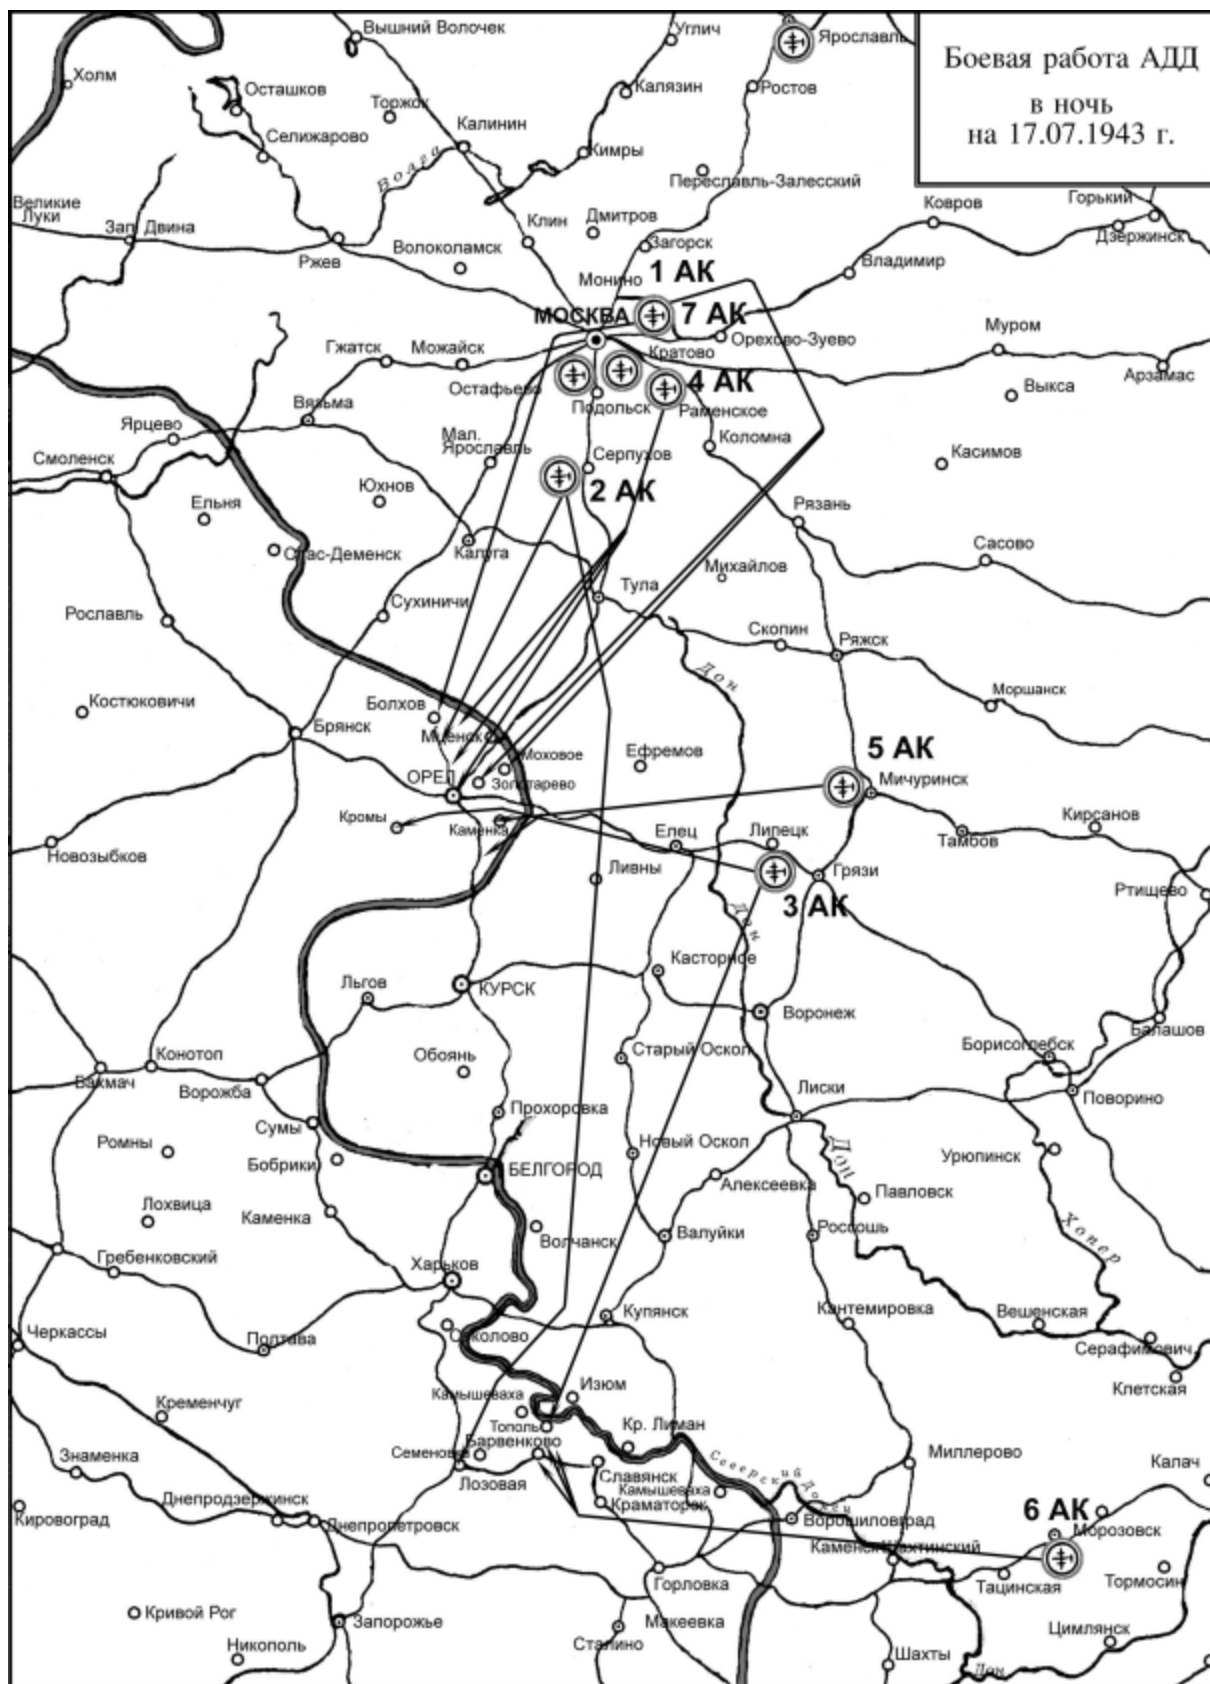 Боевая работа АДД
в ночь
на 17.07.1943 г.
Вышний Волочек
Углич
Ярославль
Холм
Осташков
Торжок
Калязин
Ростов
Селижарово
Калинин
Кимры
Волга
Переславль-Залесский
Великие
Луки
Зап. Двина
Ржев
Волоколамск
Клин
Дмитров
Загорск
Ковров
Горький
Дзержинск
Владимир
Монино
1 АК
МОСКВА
7 АК
Орехово-Зуево
Муром
Гжатск
Можайск
Кратово
Арзамас
Остафьево
4 АК
Выкса
Вязьма
Подольск
Раменское
Ярцево
Мал.
Ярославль
Коломна
Смоленск
Серпухов
Касимов
Ельня
Юхнов
2 АК
Рязань
Спас-Деменск
Калуга
Сасово
Тула
Михайлов
Рославль
Сухиничи
Скопин
Ряжск
Дон
Костюковичи
Болхов
Моршанск
Брянск
Мценск
Моховое
Ефремов
5 АК
ОРЕЛ
Золотарево
Мичуринск
Кромы
Каменка
Кирсанов
Новозыбков
Елец
Липецк
Тамбов
Ливны
Грязи
Ртищево
3 АК
Дон
Касторное
Льгов
КУРСК
Воронеж
Балашов
Конотоп
Обоянь
Старый Оскол
Борисоглебск
Бахмач
Ворожба
Лиски
Поворино
Прохоровка
Сумы
Ромны
Новый Оскол
Дон
Урюпинск
Бобрики
БЕЛГОРОД
Алексеевка
Павловск
Лохвица
Каменка
Волчанск
Валуйки
Россошь
Хопер
Гребенковский
Харьков
Купянск
Кантемировка
Вешенская
Черкассы
Полтава
Соколово
Серафимович
Клетская
Кременчуг
Камышеваха
Изюм
Тополь
Кр. Лиман
Барвенково
Семеновка
Миллерово
Знаменка
Лозовая
Славянск
Северский Донец
Калач
Камышеваха
Днепродзержинск
Краматорск
6 АК
Кировоград
Днепропетровск
Ворошиловград
Морозовск
Каменск-Шахтинский
Горловка
Тацинская
Тормосин
Кривой Рог
Запорожье
Макеевка
Цимлянск
Никополь
Сталино
Шахты
Дон